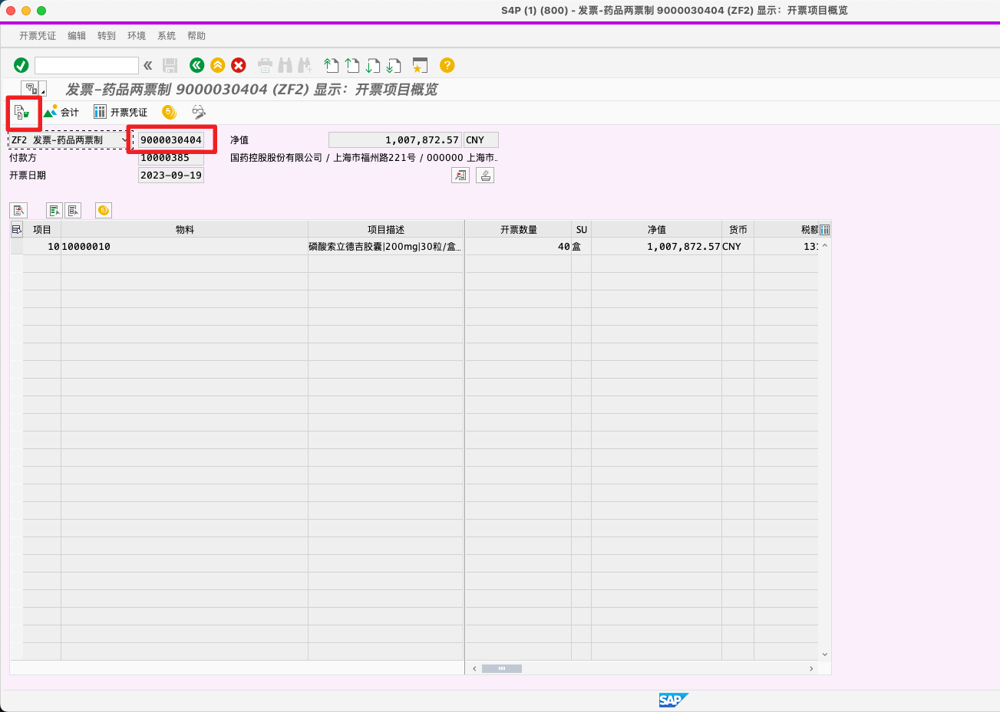 S4P (1) (800) - 发票-药品两票制 9000030404 (ZF2) 显示：开票项目概览
开票凭证 编辑 转到 环境 系统 帮助
发票-药品两票制 9000030404 (ZF2) 显示：开票项目概览
会计 开票凭证
ZF2 发票-药品两票制 9000030404 净值 1,007,872.57 CNY
付款方 10000385 国药控股股份有限公司 / 上海市福州路221号 / 000000 上海市..
开票日期 2023-09-19
项目 物料 项目描述 开票数量 SU 净值 货币 税额
10 10000010 磷酸索立德吉胶囊|200mg|30粒/盒... 40 盒 1,007,872.57 CNY
SAP